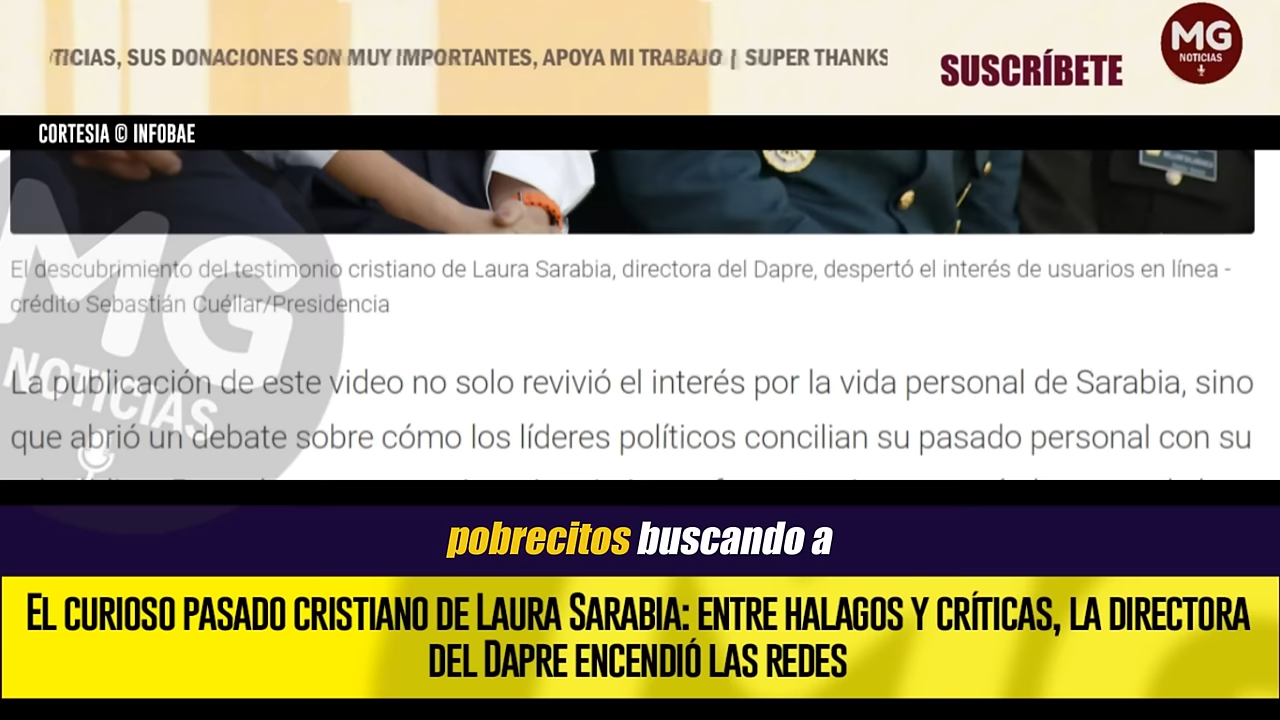 TICIAS, SUS DONACIONES SON MUY IMPORTANTES, APOYA MI TRABAJO | SUPER THANKS
SUSCRÍBETE
MG
NOTICIAS
CORTESIA © INFOBAE
El descubrimiento del testimonio cristiano de Laura Sarabia, directora del Dapre, despertó el interés de usuarios en línea -
crédito Sebastián Cuéllar/Presidencia
MG
NOTICIAS
La publicación de este video no solo revivió el interés por la vida personal de Sarabia, sino
que abrió un debate sobre cómo los líderes políticos concilian su pasado personal con su
pobrecitos buscando a
EL CURIOSO PASADO CRISTIANO DE LAURA SARABIA: ENTRE HALAGOS Y CRÍTICAS, LA DIRECTORA
DEL DAPRE ENCENDIÓ LAS REDES